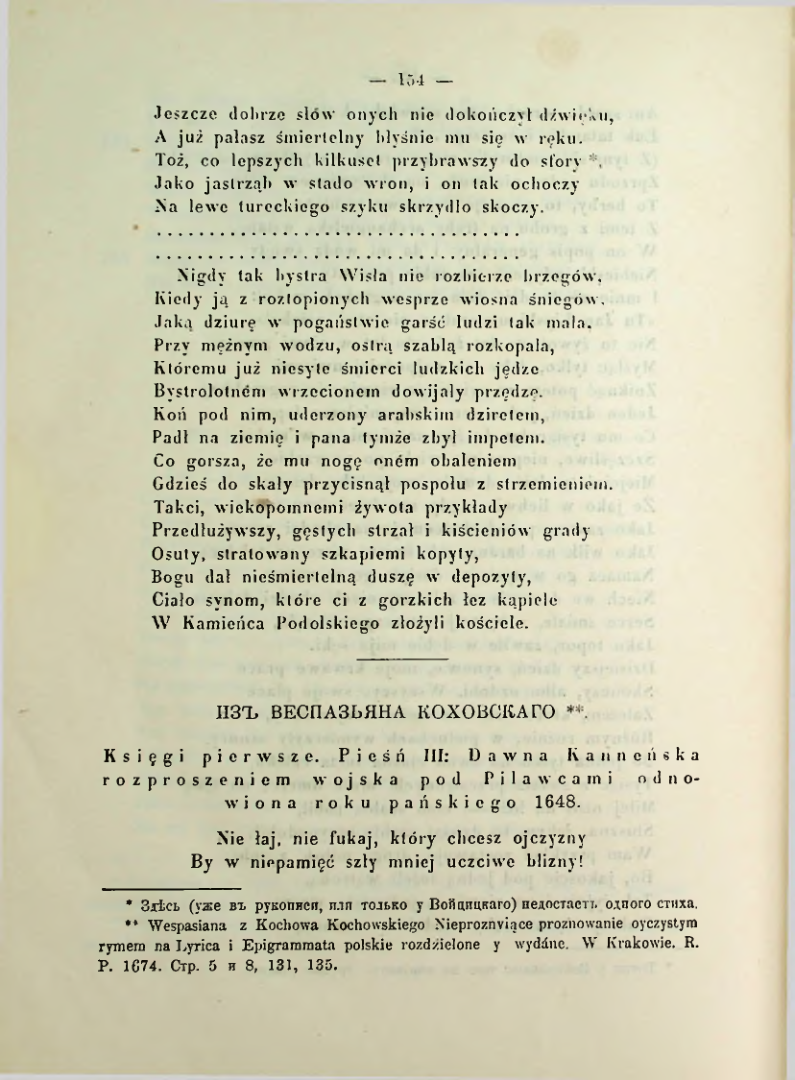 — 154 —
Jeszcze dobrze słów onych nie dokończył dźwięku,
A już pałasz śmiertelny błyśnie mu się w ręku.
Toż, co lepszych kilkuset przybrawszy do sfory *,
Jako jastrząb w stado wron, i on tak ochoczy
Na lewe tureckiego szyku skrzydło skoczy.
...................................
...................................
Nigdy tak bystra Wisła nie rozbierze brzegów,
Kiedy ją z roztopionych wesprze wiosna śniegów,
Jaką dziurę w pogaństwie garść ludzi tak mała,
Przy mężnym wodzu, ostrą szablą rozkopała,
Któremu już niesyte śmierci ludzkich jędze
Bystrolotném wrzecionem dowijały przędzę.
Koń pod nim, uderzony arabskim dziretem,
Padł na ziemię i pana tymże zbył impetem.
Co gorsza, że mu nogę oném obaleniem
Gdzieś do skały przycisnął pospołu z strzemieniem.
Takci, wiekopomnemi żywota przykłady
Przedłużywszy, gęstych strzał i kiścieniów grady
Osuty, stratowany szkapiemi kopyty,
Bogu dał nieśmiertelną duszę w depozyty,
Ciało synom, które ci z gorzkich łez kąpiele
W Kamieńca Podolskiego złożyli kościele.
ИЗЪ ВЕСПАЗЬЯНА КОХОВСКАГО **.
Księgi pierwsze. Pieśń III: Dawna Kanneńska
rozproszeniem wojska pod Pilawcami odno-
wiona roku pańskiego 1648.
Nie łaj, nie fukaj, który chcesz ojczyzny
By w niepamięć szły mniej uczciwe blizny!
* Здѣсь (уже въ рукописи, или только у Войцицкаго) недостаетъ одного стиха.
** Wespasiana z Kochowa Kochowskiego Nieproznviące proznowanie oyczystym
rymem na Lyrica i Epigrammata polskie rozdzielone y wydáne. W Krakowie. R.
P. 1674. Стр. 5 и 8, 131, 135.